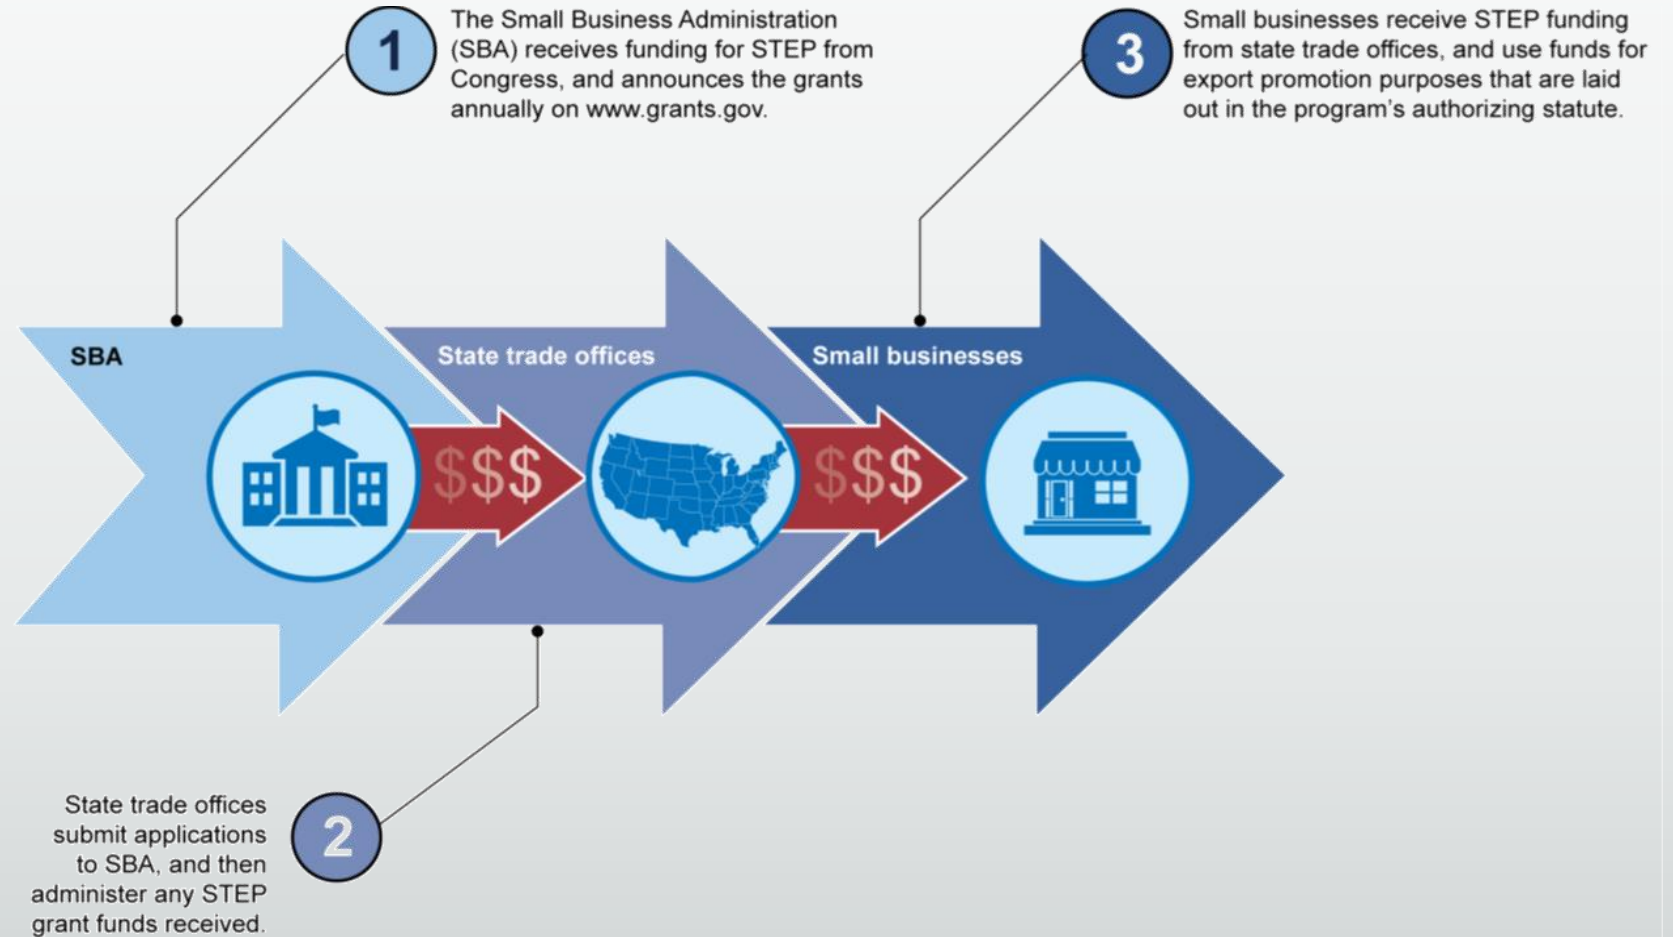 1
The Small Business Administration
(SBA) receives funding for STEP from
Congress, and announces the grants
annually on www.grants.gov.
3
Small businesses receive STEP funding
from state trade offices, and use funds for
export promotion purposes that are laid
out in the program's authorizing statute.
SBA
State trade offices
Small businesses
$$$
$$$
State trade offices
submit applications
to SBA, and then
administer any STEP
grant funds received.
2